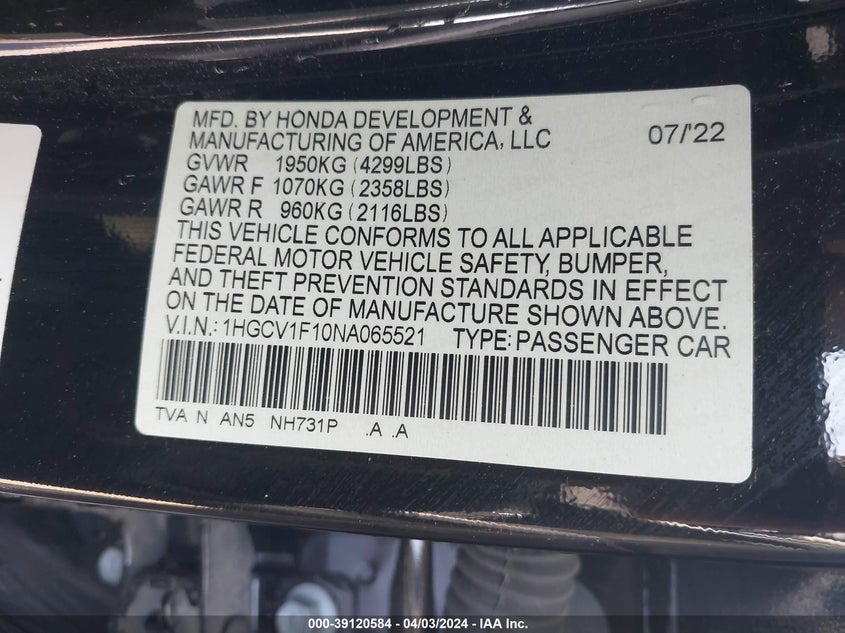 MFD. BY HONDA DEVELOPMENT &
MANUFACTURING OF AMERICA, LLC 07/'22
GVWR 1950KG (4299LBS)
GAWR F 1070KG (2358LBS)
GAWR R 960KG (2116LBS)
THIS VEHICLE CONFORMS TO ALL APPLICABLE
FEDERAL MOTOR VEHICLE SAFETY, BUMPER,
AND THEFT PREVENTION STANDARDS IN EFFECT
ON THE DATE OF MANUFACTURE SHOWN ABOVE.
V.I.N.: 1HGCV1F10NA065521 TYPE: PASSENGER CAR
TVA N AN5 NH731P .A .A
000-39120584 - 04/03/2024 - IAA Inc.